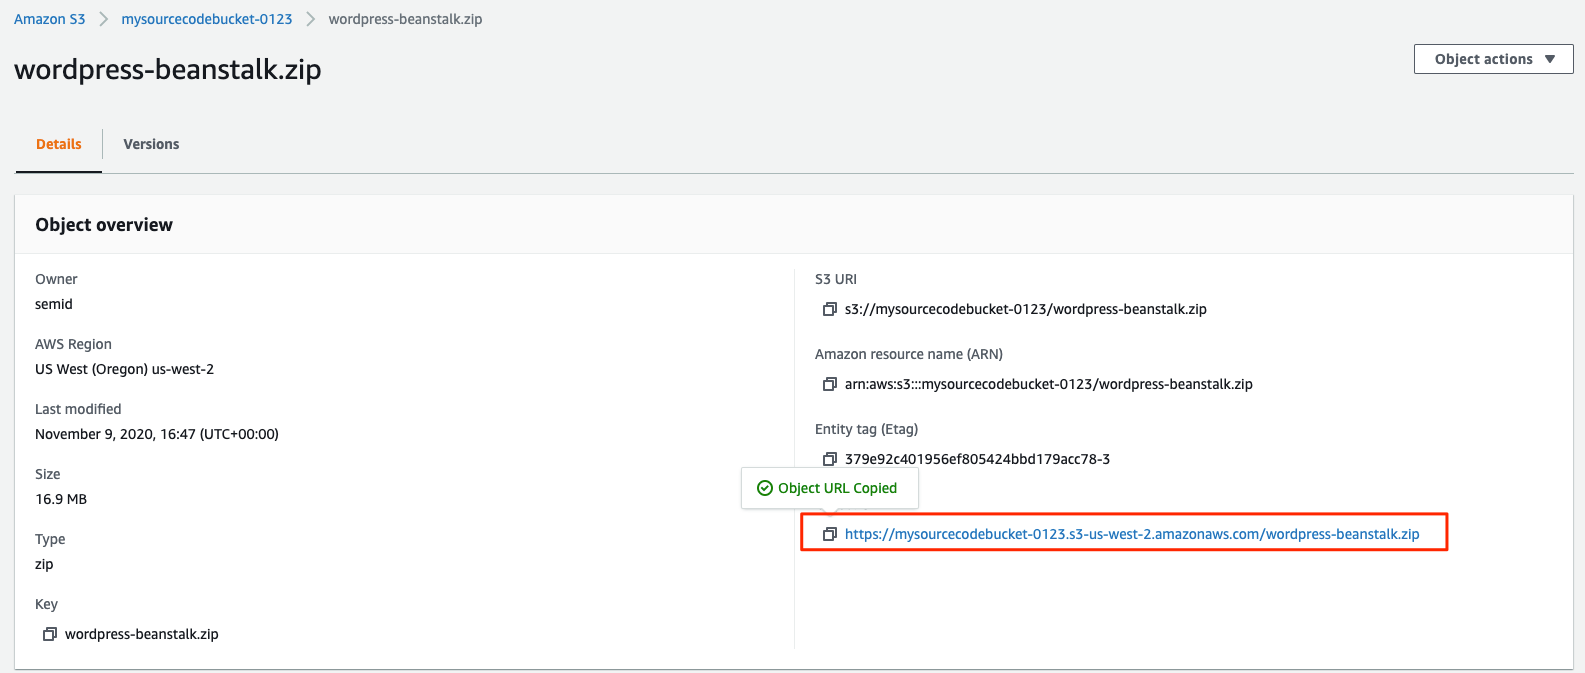 Amazon S3 > mysourcecodebucket-0123 > wordpress-beanstalk.zip
wordpress-beanstalk.zip
Object actions
Details
Versions
Object overview
Owner
semid
AWS Region
US West (Oregon) us-west-2
Last modified
November 9, 2020, 16:47 (UTC+00:00)
Size
16.9 MB
Type
zip
Key
wordpress-beanstalk.zip
S3 URI
s3://mysourcecodebucket-0123/wordpress-beanstalk.zip
Amazon resource name (ARN)
arn:aws:s3:::mysourcecodebucket-0123/wordpress-beanstalk.zip
Entity tag (Etag)
379e92c401956ef805424bbd179acc78-3
Object URL Copied
https://mysourcecodebucket-0123.s3-us-west-2.amazonaws.com/wordpress-beanstalk.zip